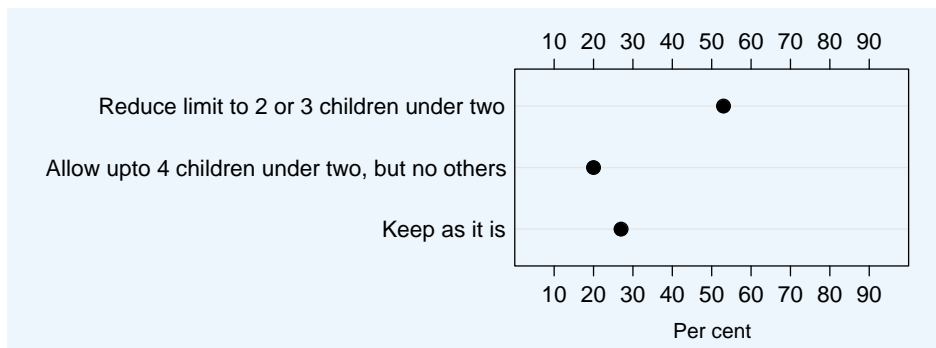 10 20 30 40 50 60 70 80 90
Reduce limit to 2 or 3 children under two
Allow upto 4 children under two, but no others
Keep as it is
10 20 30 40 50 60 70 80 90
Per cent